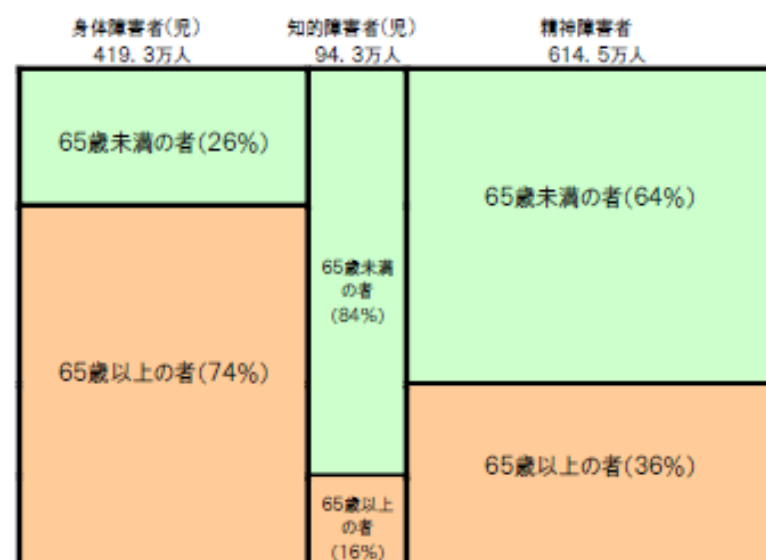 身体障害者(児)
419.3万人
知的障害者(児)
94.3万人
精神障害者
614.5万人
65歳未満の者(26%)
65歳以上の者(74%)
65歳未満
の者
(84%)
65歳以上
の者
(16%)
65歳未満の者(64%)
65歳以上の者(36%)